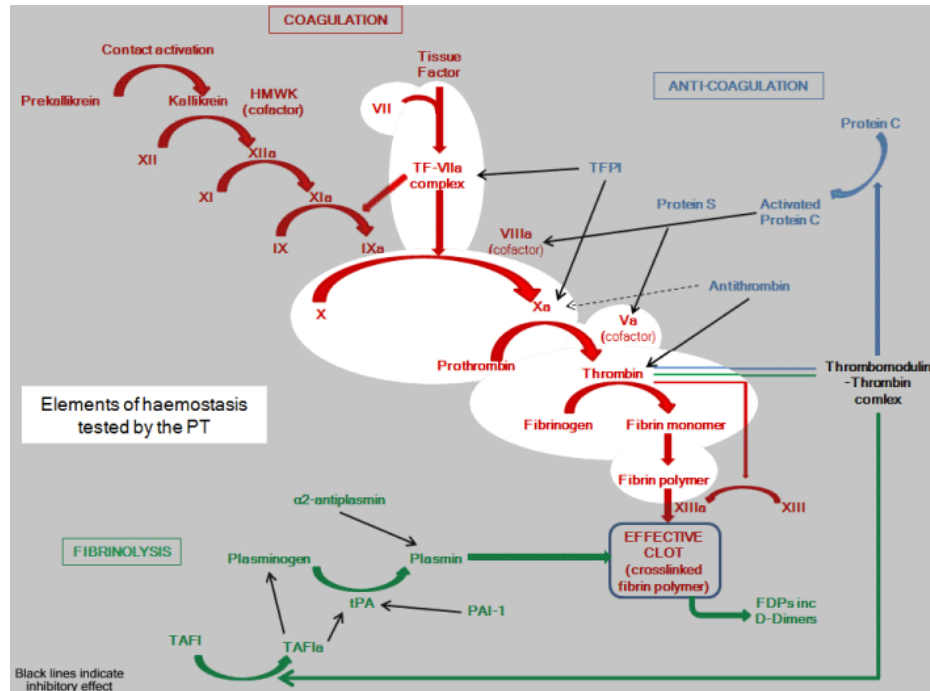 COAGULATION
Contact activation
Prekallikrein
Kallikrein
HMWK
(cofactor)
Tissue
Factor
VII
XII
XIIa
XI
XIa
IX
IXa
TF-VIIa
complex
ANTI-COAGULATION
Protein C
TFPI
Protein S
Activated
Protein C
VIIIa
(cofactor)
X
Xa
Antithrombin
Va
(cofactor)
Prothrombin
Thrombin
Thrombomodulin
-Thrombin
comlex
Elements of haemostasis
tested by the PT
Fibrinogen
Fibrin monomer
Fibrin polymer
XIIIa
XIII
α2-antiplasmin
FIBRINOLYSIS
Plasminogen
Plasmin
EFFECTIVE
CLOT
(crosslinked
fibrin polymer)
tPA
PAI-1
FDPs inc
D-Dimers
TAFI
TAFIa
Black lines indicate
inhibitory effect